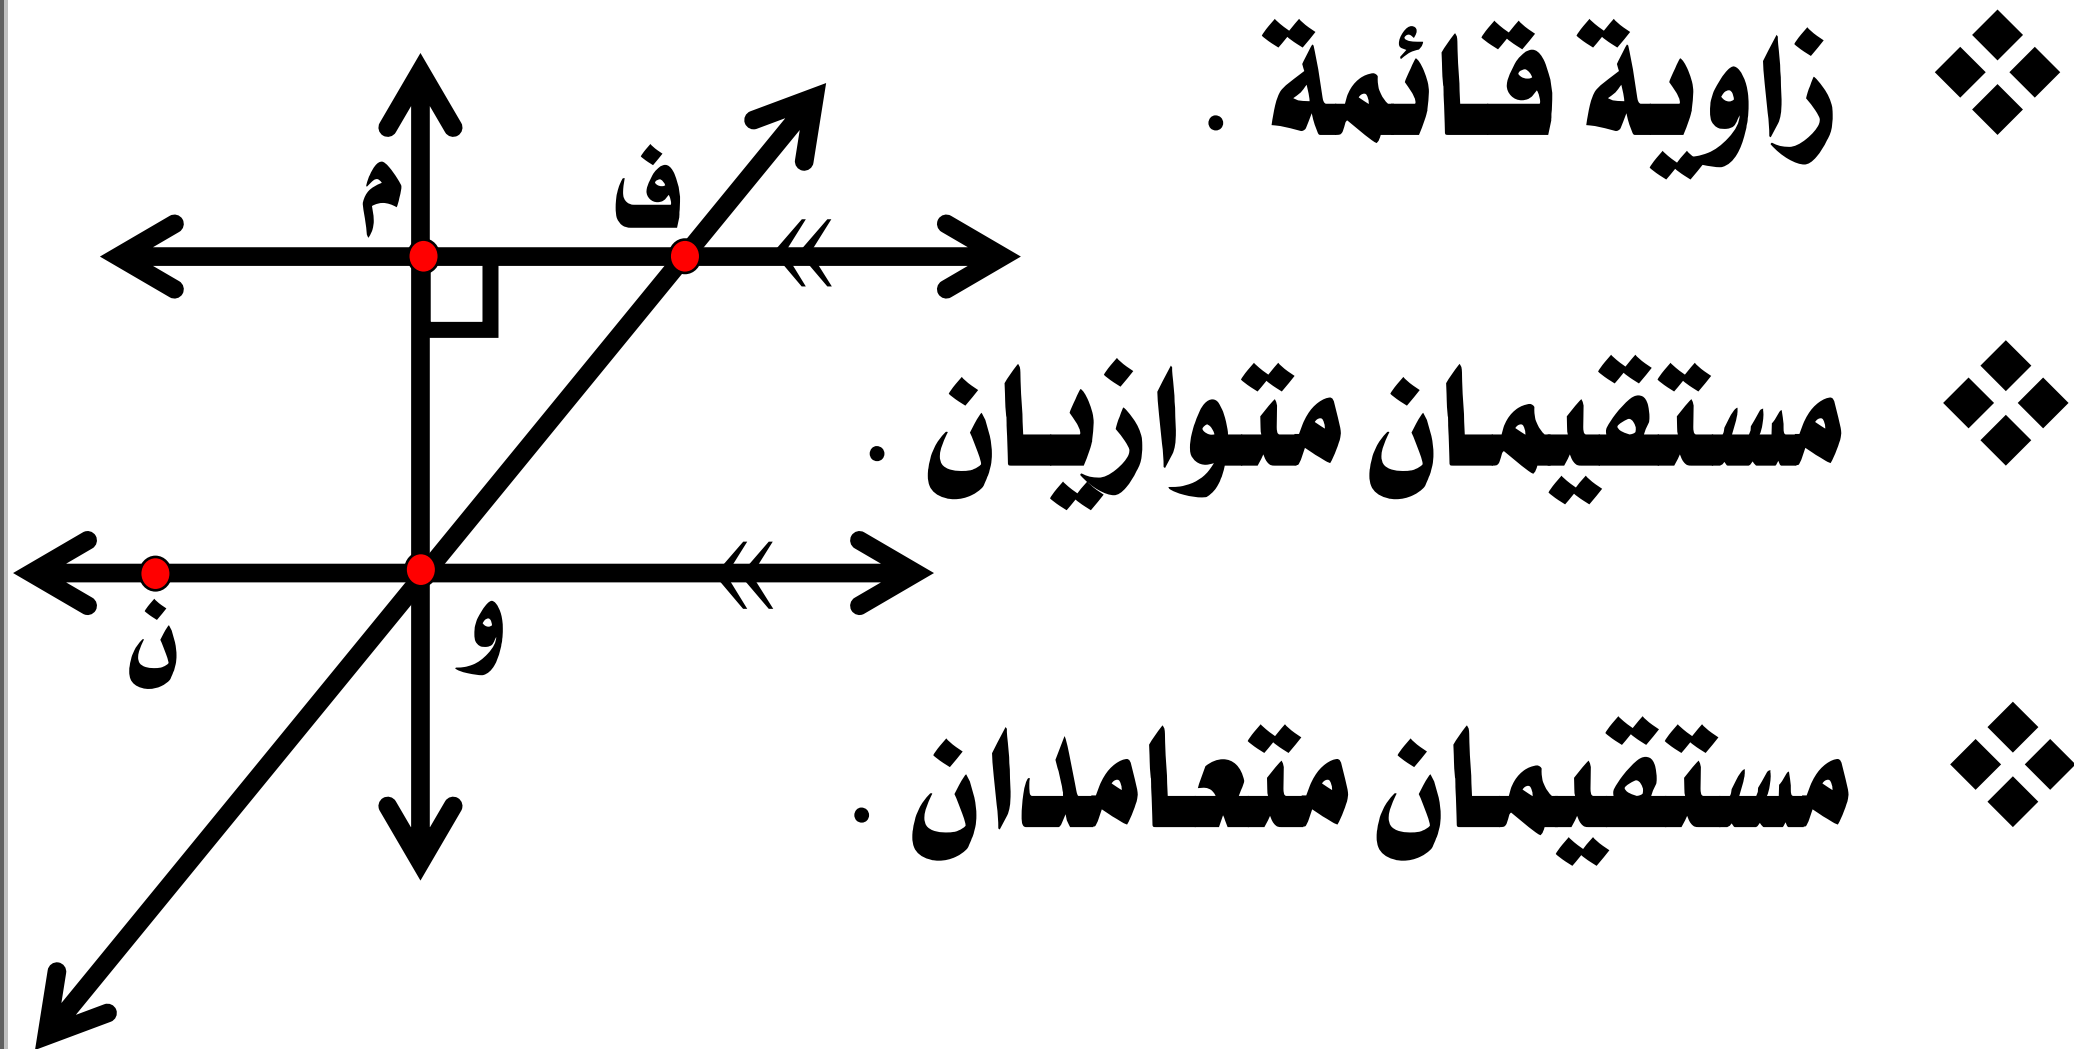 زاوية قائمة .
مستقيمان متوازيان .
مستقيمان متعامدان .
م
ف
ن
و